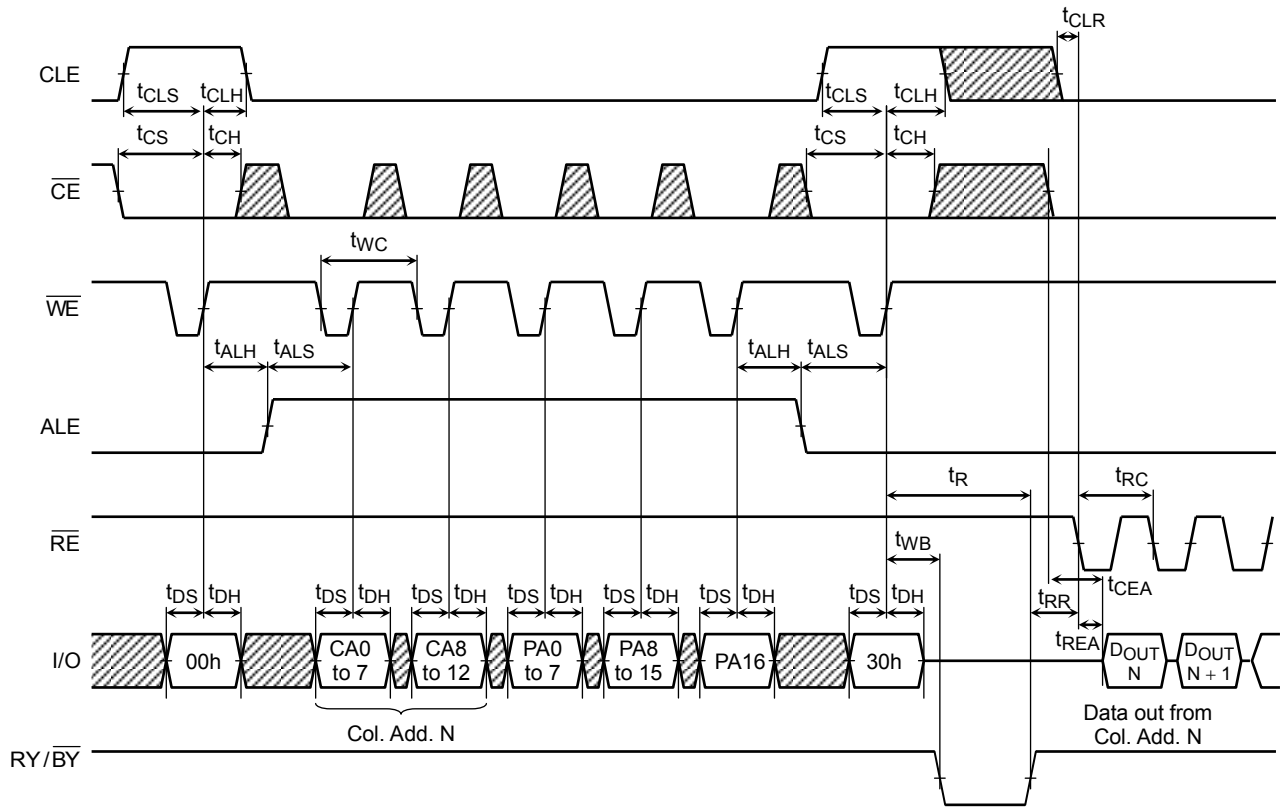 tCLR
CLE
tCLS tCLH tCLS tCLH
tCS tCH tCS tCH
CE
tWC
WE
tALH tALS tALH tALS
ALE
tR tRC
RE
tWB
tDS tDH tDS tDH tDS tDH tDS tDH tDS tDH tDS tDH tDS tDH tRR tCEA
tREA
I/O 00h CA0 to 7 CA8 to 12 PA0 to 7 PA8 to 15 PA16 30h DOUT N DOUT N + 1
Col. Add. N
Data out from
Col. Add. N
RY/BY